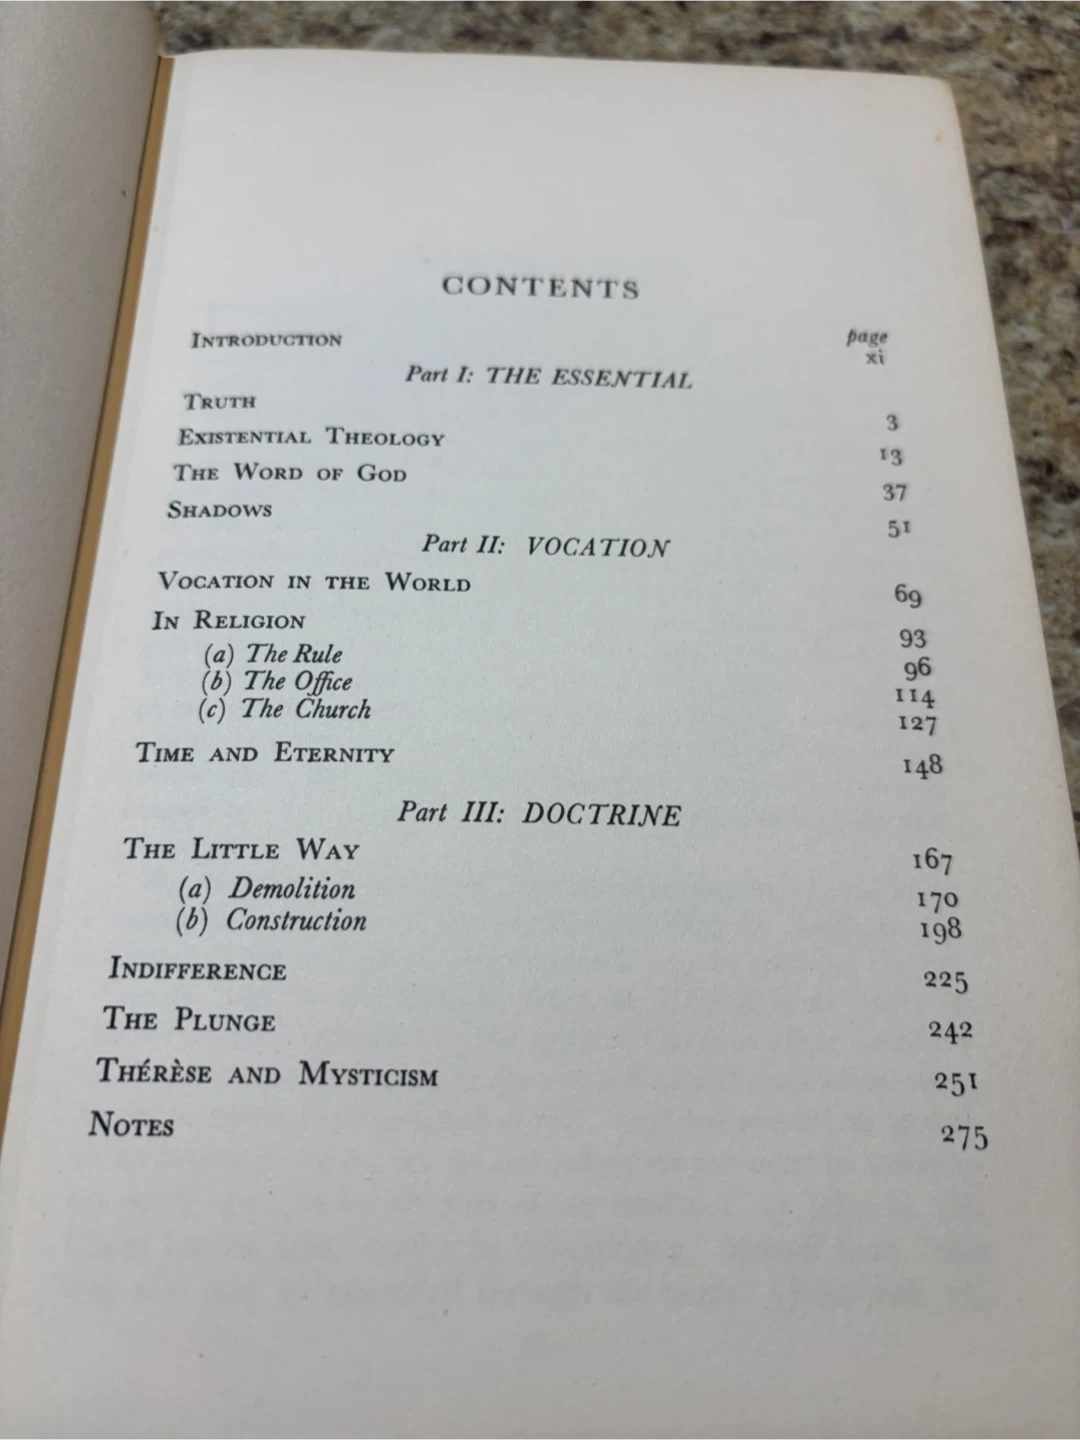 CONTENTS
page
INTRODUCTION xi
Part I: THE ESSENTIAL
TRUTH 3
EXISTENTIAL THEOLOGY 13
THE WORD OF GOD 37
SHADOWS 51
Part II: VOCATION
VOCATION IN THE WORLD 69
IN RELIGION 93
(a) The Rule 96
(b) The Office 114
(c) The Church 127
TIME AND ETERNITY 148
Part III: DOCTRINE
THE LITTLE WAY 167
(a) Demolition 170
(b) Construction 198
INDIFFERENCE 225
THE PLUNGE 242
THÉRÈSE AND MYSTICISM 251
NOTES 275